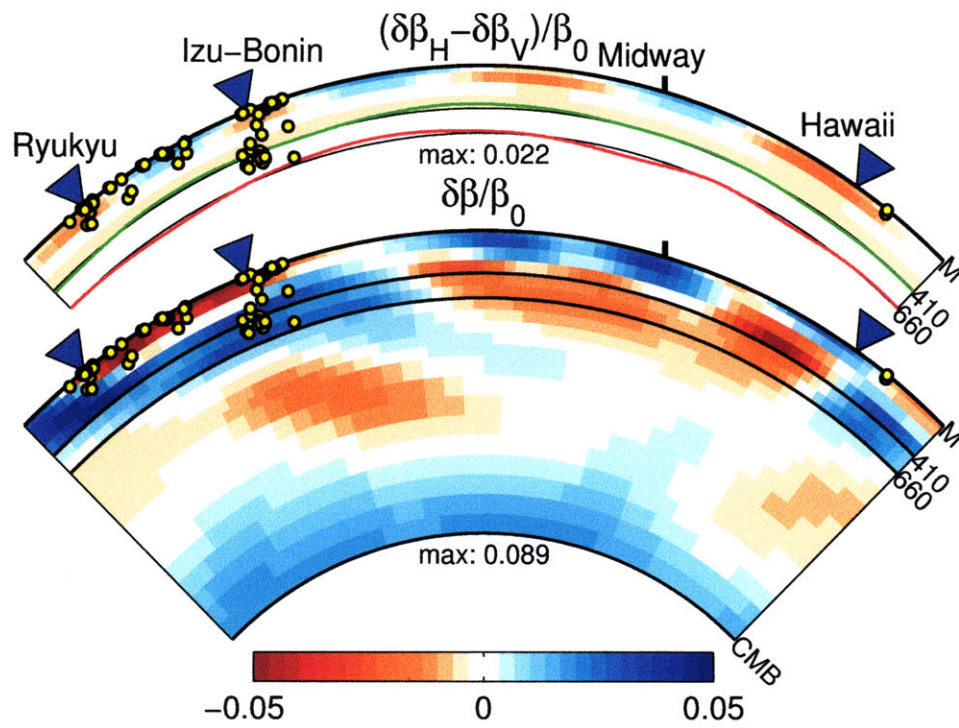 Izu−Bonin
(δβH−δβV)/β0
Midway
Ryukyu
Hawaii
max: 0.022
δβ/β0
M
410
660
M
410
660
max: 0.089
CMB
−0.05
0
0.05